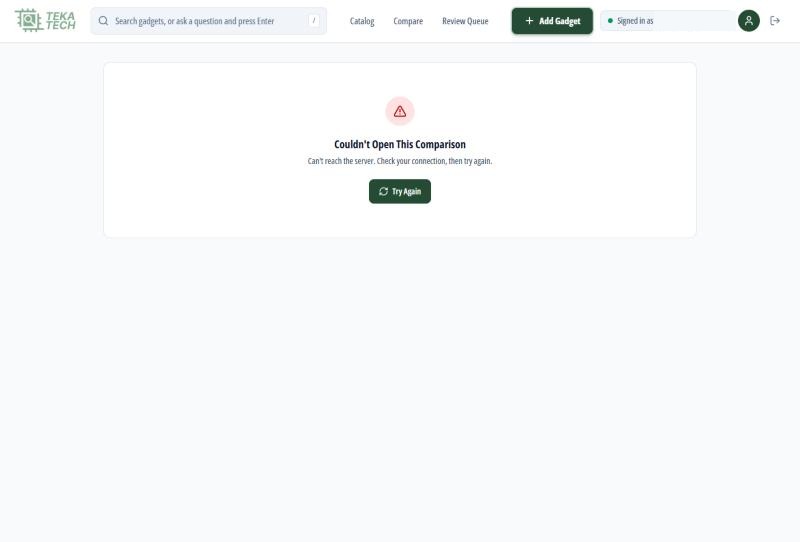 TEKA
TECH
Search gadgets, or ask a question and press Enter
/
Catalog
Compare
Review Queue
Add Gadget
Signed in as
Couldn't Open This Comparison
Can't reach the server. Check your connection, then try again.
Try Again